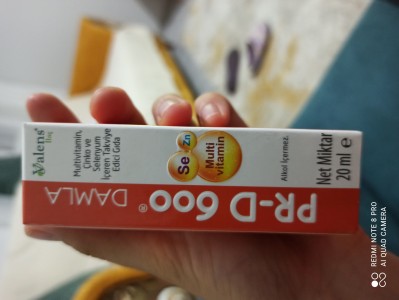 Valens
İlaç
Multivitamin,
Çinko ve
Selenyum
İçeren Takviye
Edici Gıda
Se
Zn
Multi
vitamin
Alkol İçermez.
Net Miktar
20 ml e
PR-D 600®
DAMLA
REDMI NOTE 8 PRO
AI QUAD CAMERA